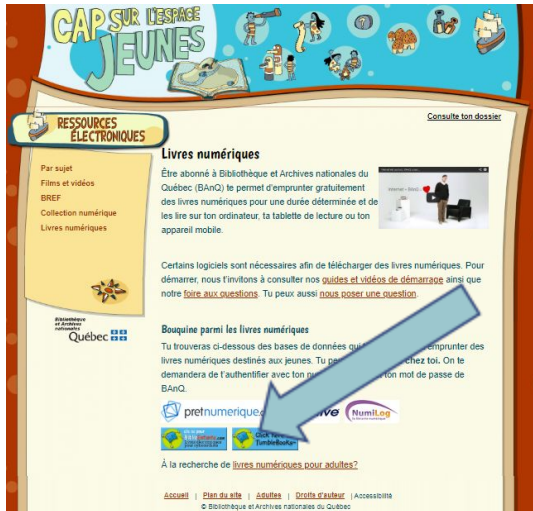 CAP SUR L'ESPACE
JEUNES
Consulte ton dossier
RESSOURCES
ÉLECTRONIQUES
Par sujet
Films et vidéos
BREF
Collection numérique
Livres numériques
Bibliothèque
et Archives
nationales
Québec
Livres numériques
Être abonné à Bibliothèque et Archives nationales du
Québec (BAnQ) te permet d'emprunter gratuitement
des livres numériques pour une durée déterminée et de
les lire sur ton ordinateur, ta tablette de lecture ou ton
appareil mobile.
Certains logiciels sont nécessaires afin de télécharger des livres numériques. Pour
démarrer, nous t'invitons à consulter nos guides et vidéos de démarrage ainsi que
notre foire aux questions. Tu peux aussi nous poser une question.
Bouquine parmi les livres numériques
Tu trouveras ci-dessous des bases de données qui emprunter des
livres numériques destinés aux jeunes. Tu chez toi. On te
demandera de t'authentifier avec ton ton mot de passe de
BAnQ.
pretnumerique. NumiLog
Click
TumbleBook
À la recherche de livres numériques pour adultes?
Accueil | Plan du site | Adultes | Droits d'auteur | Accessibilité
© Bibliothèque et Archives nationales du Québec